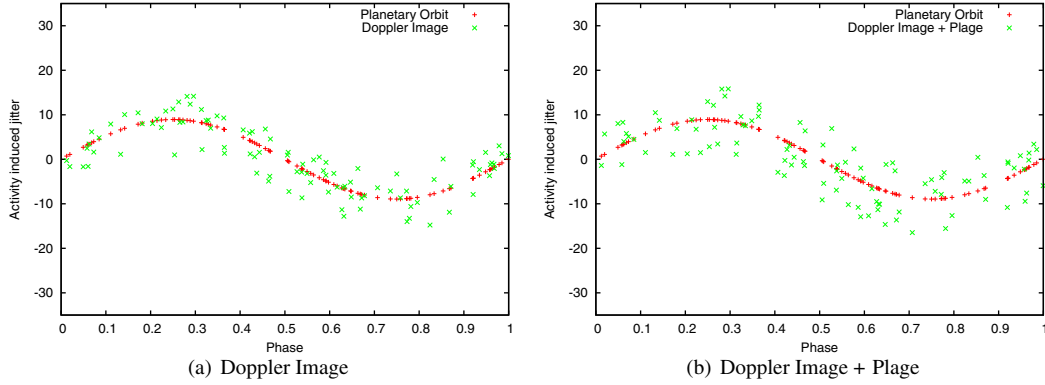 30
20
10
0
-10
-20
-30
Activity induced jitter
Planetary Orbit
Doppler Image
0 0.1 0.2 0.3 0.4 0.5 0.6 0.7 0.8 0.9 1
Phase
(a) Doppler Image
30
20
10
0
-10
-20
-30
Activity induced jitter
Planetary Orbit
Doppler Image + Plage
0 0.1 0.2 0.3 0.4 0.5 0.6 0.7 0.8 0.9 1
Phase
(b) Doppler Image + Plage